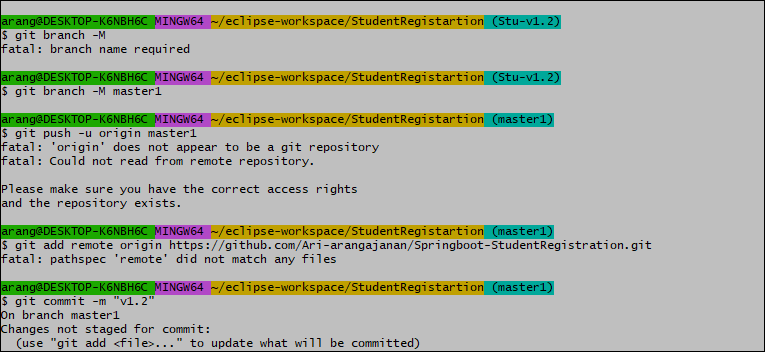 arang@DESKTOP-K6NBH6C MINGW64 ~/eclipse-workspace/StudentRegistartion (Stu-v1.2)
$ git branch -M
fatal: branch name required
arang@DESKTOP-K6NBH6C MINGW64 ~/eclipse-workspace/StudentRegistartion (Stu-v1.2)
$ git branch -M master1
arang@DESKTOP-K6NBH6C MINGW64 ~/eclipse-workspace/StudentRegistartion (master1)
$ git push -u origin master1
fatal: 'origin' does not appear to be a git repository
fatal: Could not read from remote repository.
Please make sure you have the correct access rights
and the repository exists.
arang@DESKTOP-K6NBH6C MINGW64 ~/eclipse-workspace/StudentRegistartion (master1)
$ git add remote origin https://github.com/Ari-arangajanan/Springboot-StudentRegistration.git
fatal: pathspec 'remote' did not match any files
arang@DESKTOP-K6NBH6C MINGW64 ~/eclipse-workspace/StudentRegistartion (master1)
$ git commit -m "v1.2"
On branch master1
Changes not staged for commit:
  (use "git add <file>..." to update what will be committed)